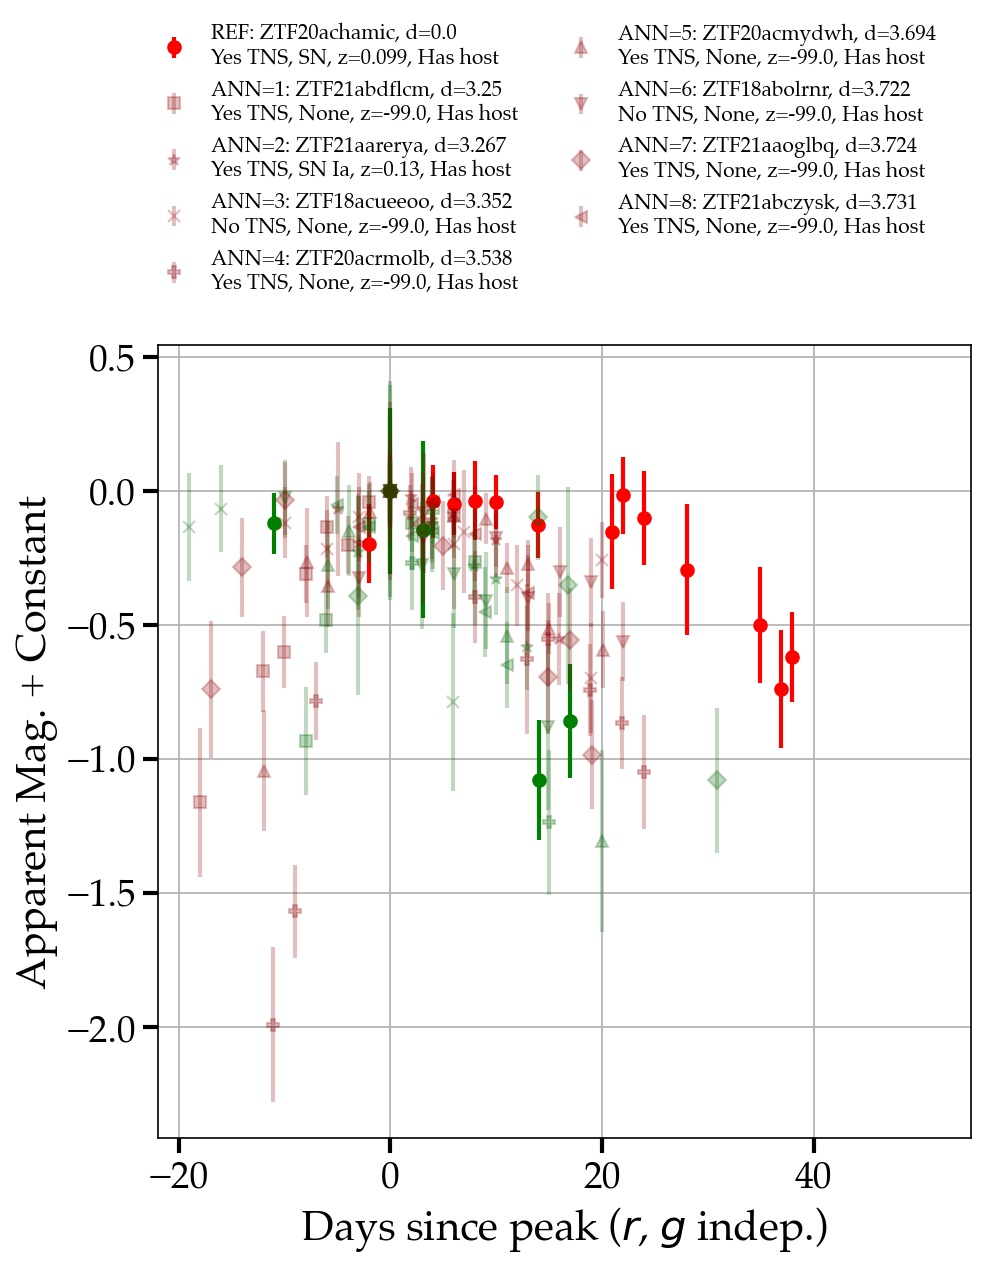 REF: ZTF20achamic, d=0.0
Yes TNS, SN, z=0.099, Has host
ANN=1: ZTF21abdflcm, d=3.25
Yes TNS, None, z=-99.0, Has host
ANN=2: ZTF21aarerya, d=3.267
Yes TNS, SN Ia, z=0.13, Has host
ANN=3: ZTF18acueeoo, d=3.352
No TNS, None, z=-99.0, Has host
ANN=4: ZTF20acrmolb, d=3.538
Yes TNS, None, z=-99.0, Has host
ANN=5: ZTF20acmydwh, d=3.694
Yes TNS, None, z=-99.0, Has host
ANN=6: ZTF18abolrnr, d=3.722
No TNS, None, z=-99.0, Has host
ANN=7: ZTF21aaoglbq, d=3.724
Yes TNS, None, z=-99.0, Has host
ANN=8: ZTF21abczysk, d=3.731
Yes TNS, None, z=-99.0, Has host
Apparent Mag. + Constant
0.5
0.0
−0.5
−1.0
−1.5
−2.0
−20
0
20
40
Days since peak (r, g indep.)